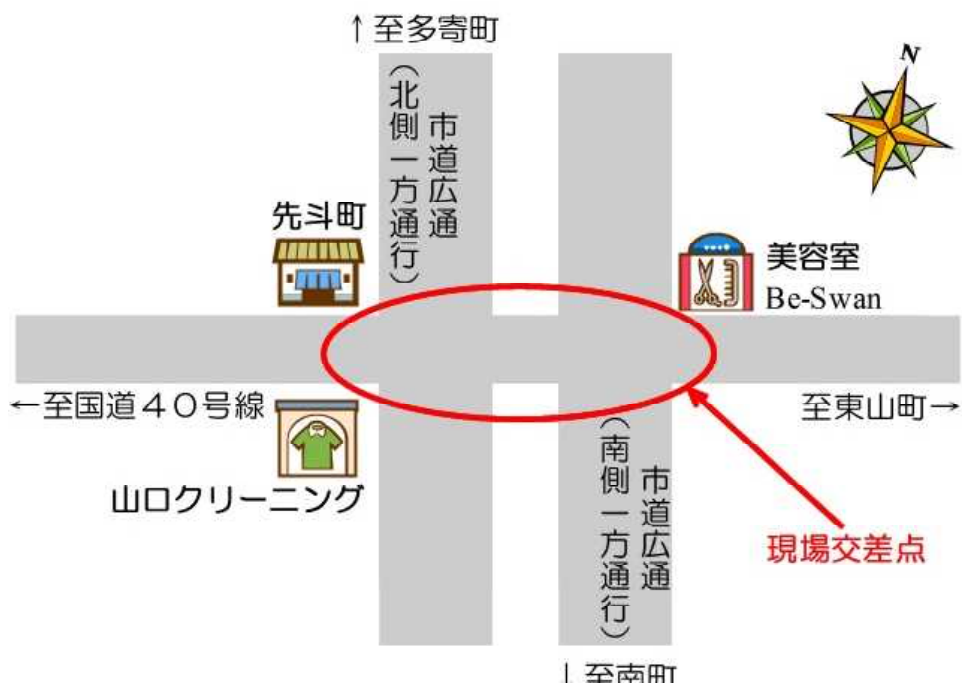 ↑至多寄町
N
市道広通
(北側一方通行)
先斗町
美容室
Be-Swan
←至国道40号線
至東山町→
山口クリーニング
市道広通
(南側一方通行)
現場交差点
↓至南町